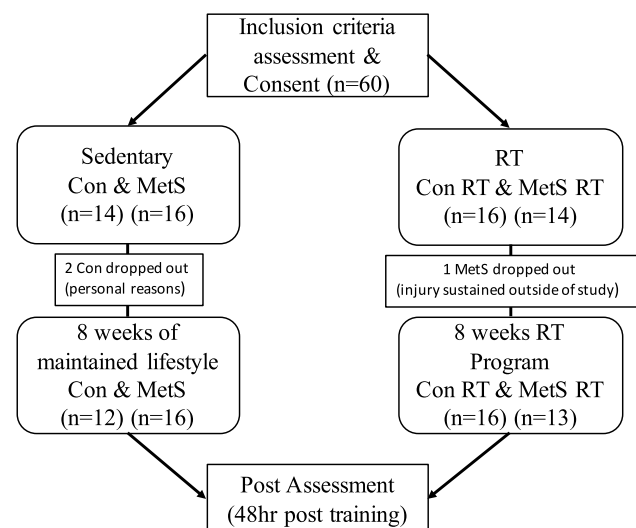 Inclusion criteria
assessment &
Consent (n=60)
Sedentary
Con & MetS
(n=14) (n=16)
RT
Con RT & MetS RT
(n=16) (n=14)
2 Con dropped out
(personal reasons)
1 MetS dropped out
(injury sustained outside of study)
8 weeks of
maintained lifestyle
Con & MetS
(n=12) (n=16)
8 weeks RT
Program
Con RT & MetS RT
(n=16) (n=13)
Post Assessment
(48hr post training)